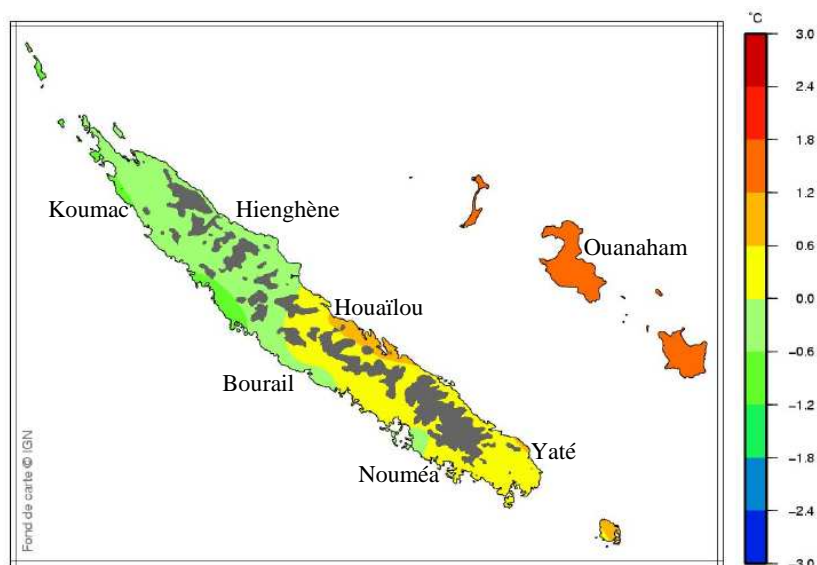 °C
3.0
2.4
1.8
1.2
0.6
0.0
−0.6
−1.2
−1.8
−2.4
−3.0
Koumac
Hienghène
Ouanaham
Houaïlou
Bourail
Nouméa
Yaté
Fond de carte © IGN